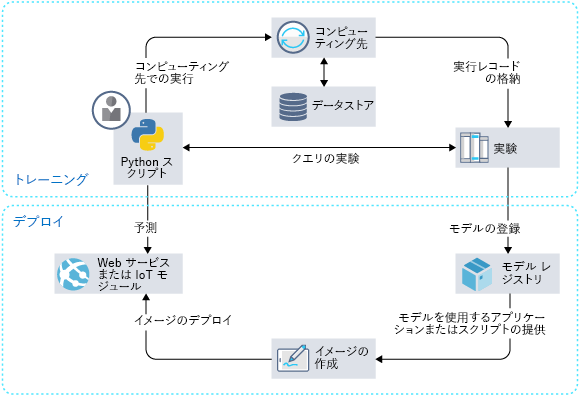 コンピュー
ティング先
コンピューティング
先での実行
実行レコード
の格納
データストア
Python ス
クリプト
クエリの実験
実験
トレーニング
デプロイ
予測
モデルの登録
Web サービス
または IoT モ
ジュール
モデル レ
ジストリ
イメージのデプロイ
モデルを使用するアプリケー
ションまたはスクリプトの提供
イメージの
作成